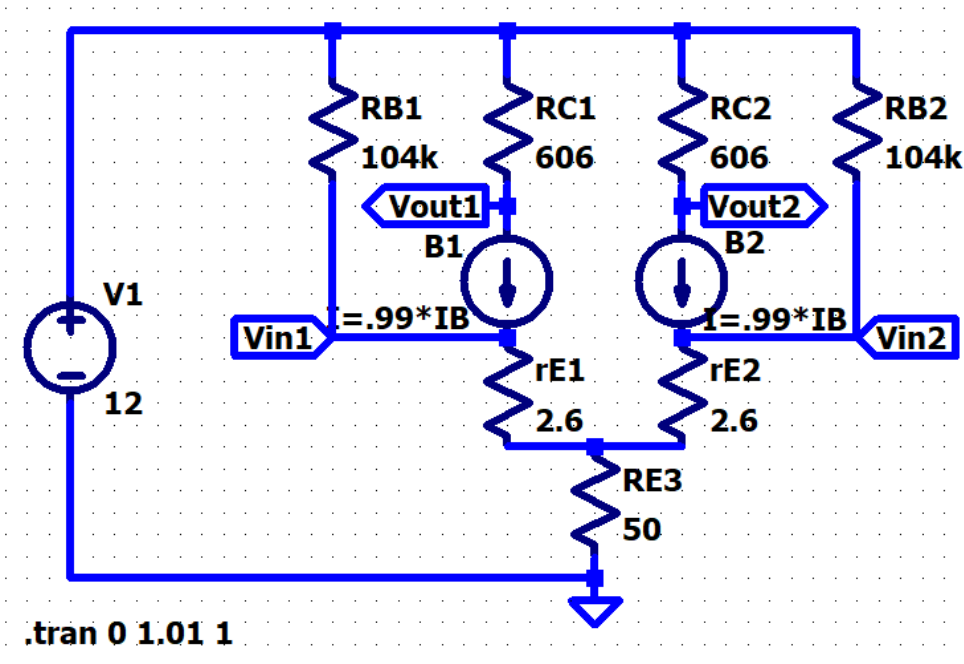 RB1
104k
RC1
606
RC2
606
RB2
104k
Vout1
Vout2
B1
B2
V1
12
Vin1
I=.99*IB
I=.99*IB
Vin2
rE1
2.6
rE2
2.6
RE3
50
.tran 0 1.01 1